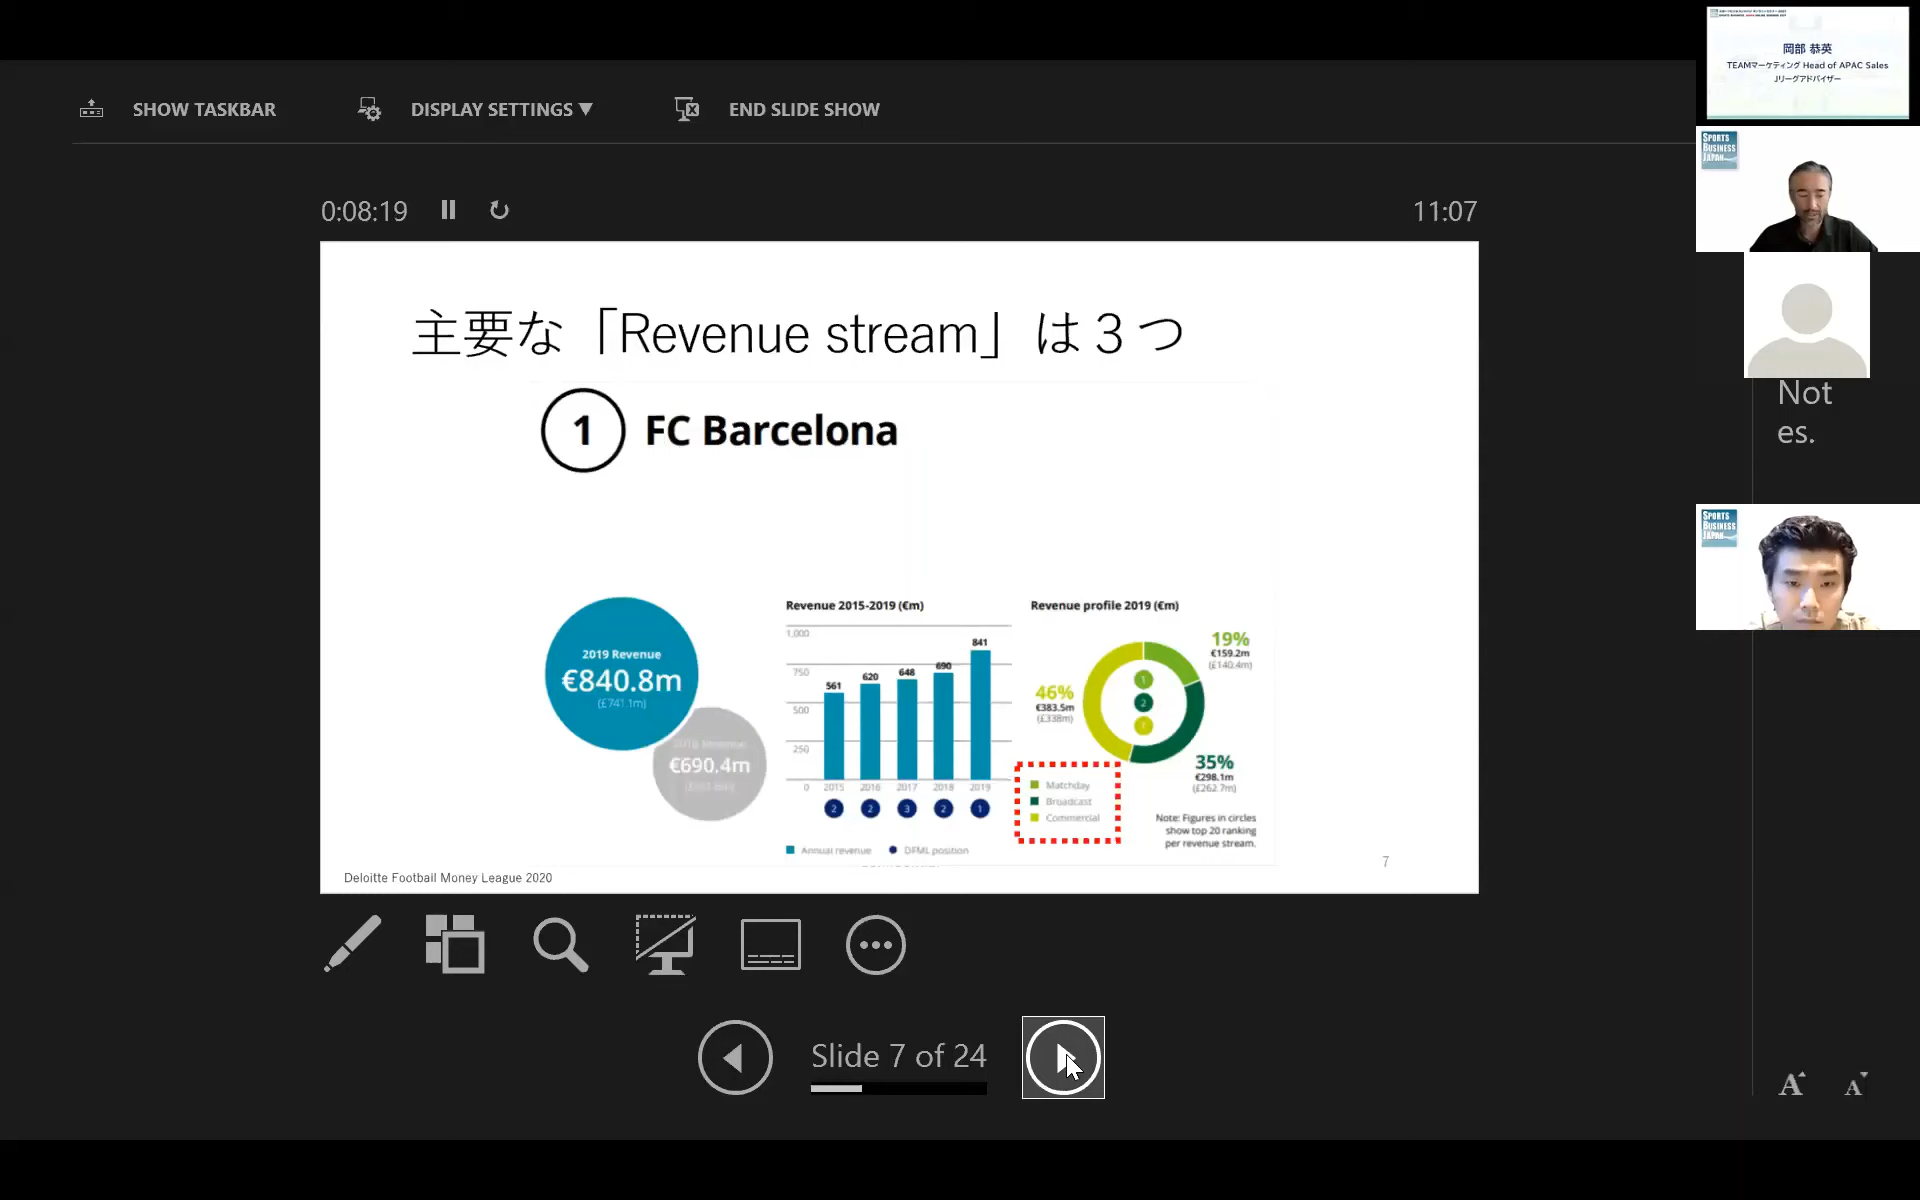 SHOW TASKBAR
DISPLAY SETTINGS ▼
END SLIDE SHOW
0:08:19
11:07
主要な「Revenue stream」は３つ
1
FC Barcelona
2019 Revenue
€840.8m
(£741.1m)
2018 Revenue
€690.4m
Revenue 2015-2019 (€m)
1,000
750
500
250
0
561
620
648
690
841
2015
2016
2017
2018
2019
2
2
3
2
1
Annual revenue
DFML position
Revenue profile 2019 (€m)
19%
€159.2m
(£140.4m)
46%
€383.5m
(£338m)
1
2
1
35%
€298.1m
(£262.7m)
Matchday
Broadcast
Commercial
Note: Figures in circles
show top 20 ranking
per revenue stream.
Deloitte Football Money League 2020
7
Slide 7 of 24
岡部 恭英
TEAMマーケティング Head of APAC Sales
Jリーグアドバイザー
SPORTS
BUSINESS
JAPAN
Not
es.
SPORTS
BUSINESS
JAPAN
A
A